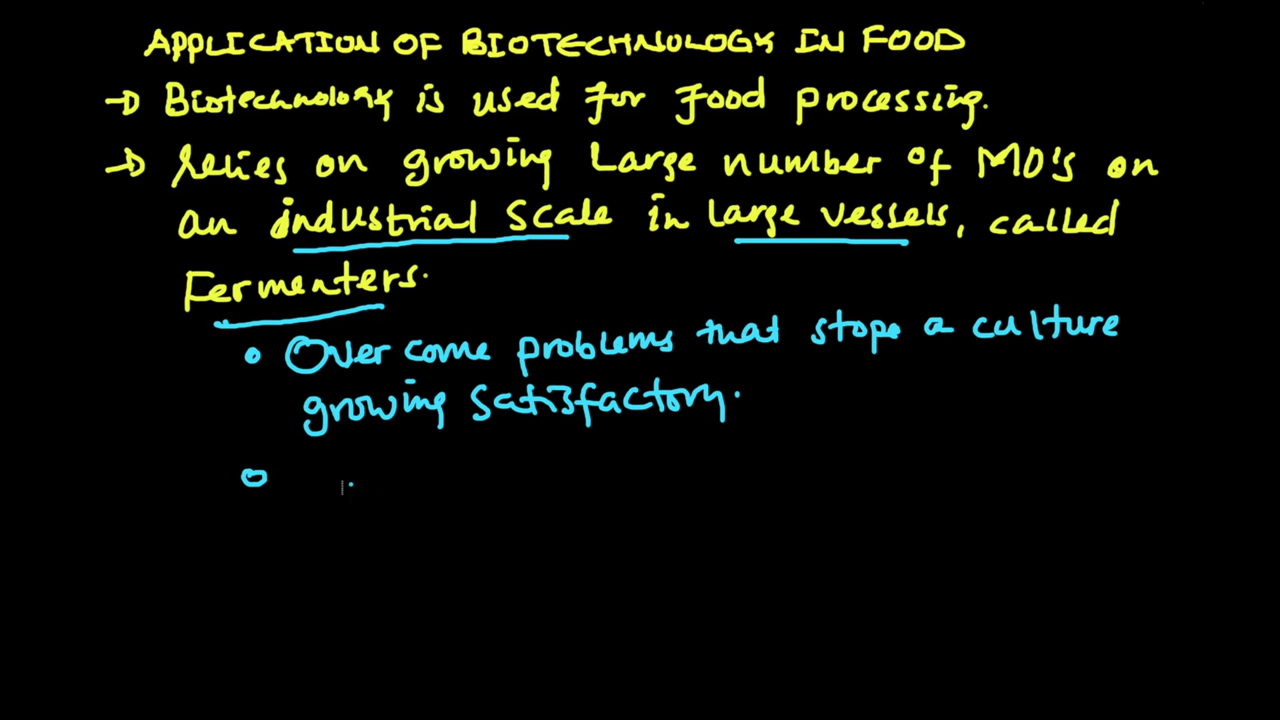 APPLICATION OF BIOTECHNOLOGY IN FOOD
→ Biotechnology is used for food processing.
→ Relies on growing Large number of MO's on
an industrial Scale in large vessels, called
Fermenters.
• Over come problems that stops a culture
growing satisfactory.